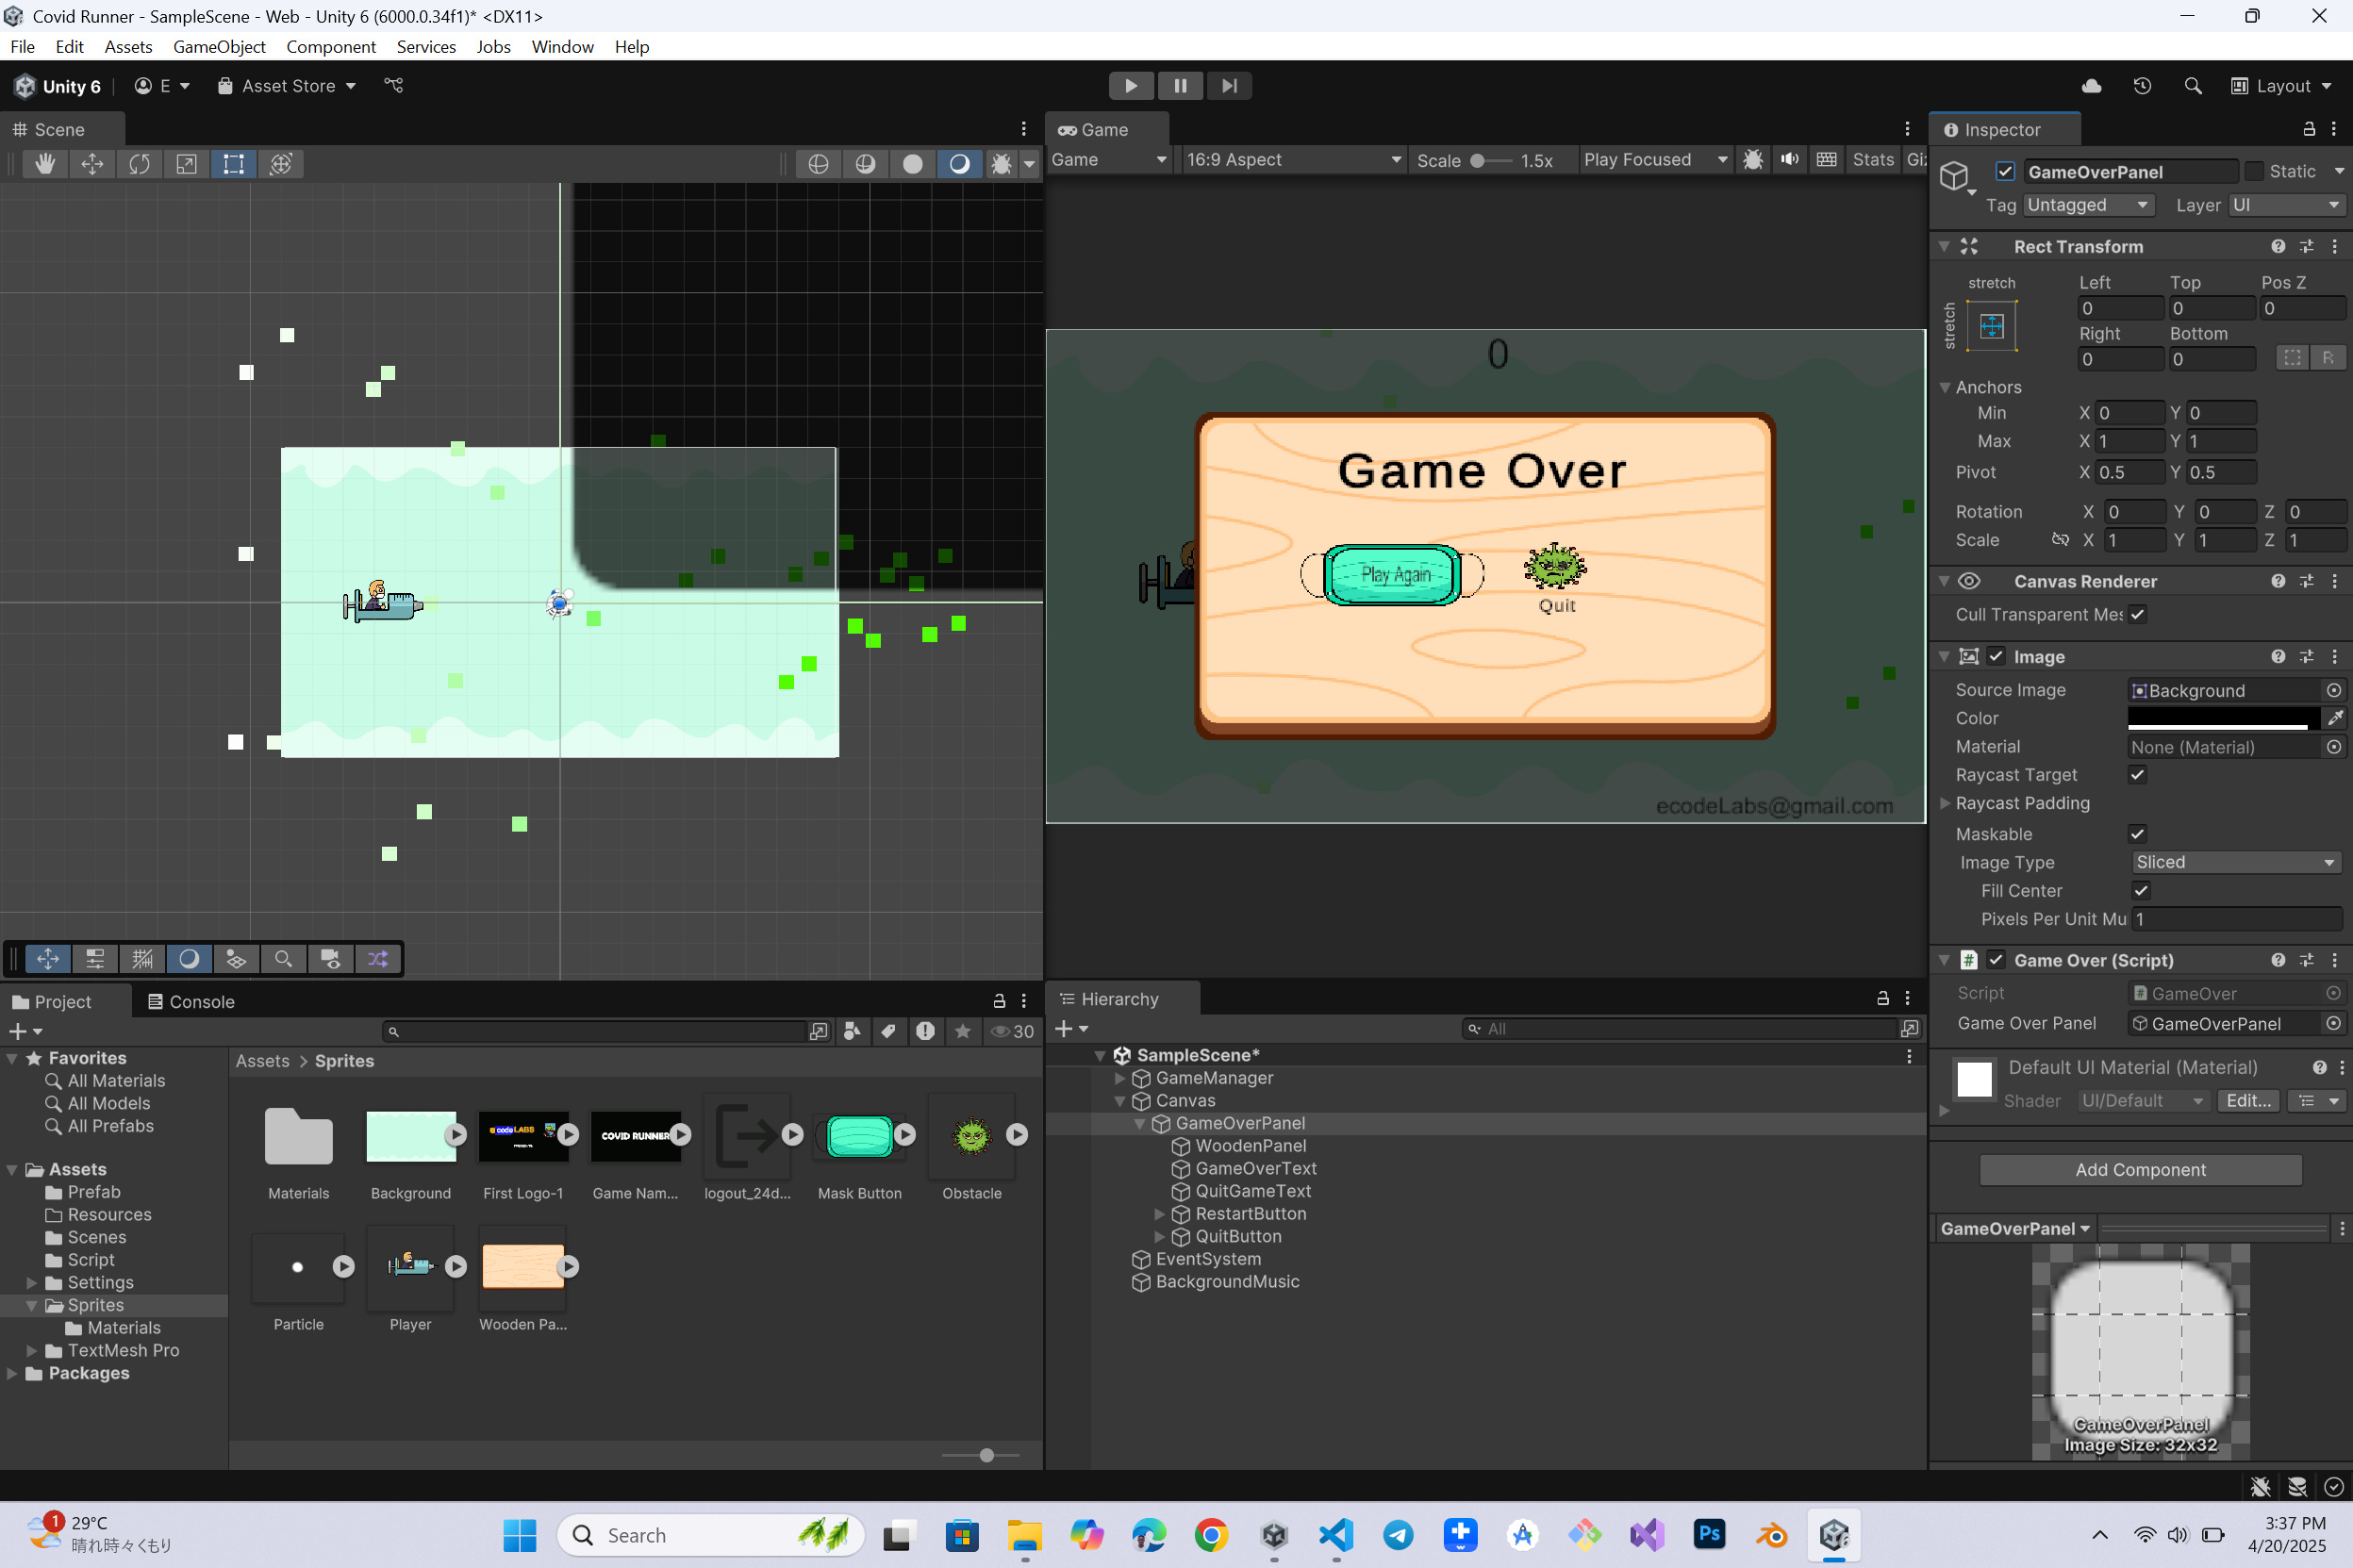 Covid Runner - SampleScene - Web - Unity 6 (6000.0.34f1)* <DX11>
File Edit Assets GameObject Component Services Jobs Window Help
Unity 6 E Asset Store Layout
Scene
Game
Game 16:9 Aspect Scale 1.5x Play Focused Stats Giz
0
Game Over
Play Again
Quit
ecodeLabs@gmail.com
Inspector
GameOverPanel Static
Tag Untagged Layer UI
Rect Transform
stretch Left Top Pos Z
stretch 0 0 0
Right Bottom
0 0 R
Anchors
Min X 0 Y 0
Max X 1 Y 1
Pivot X 0.5 Y 0.5
Rotation X 0 Y 0 Z 0
Scale X 1 Y 1 Z 1
Canvas Renderer
Cull Transparent Mes
Image
Source Image Background
Color
Material None (Material)
Raycast Target
Raycast Padding
Maskable
Image Type Sliced
Fill Center
Pixels Per Unit Mu 1
Game Over (Script)
Script # GameOver
Game Over Panel GameOverPanel
Default UI Material (Material)
Shader UI/Default Edit...
Add Component
GameOverPanel
GameOverPanel
Image Size: 32x32
Project Console
30
Favorites
All Materials
All Models
All Prefabs
Assets
Prefab
Resources
Scenes
Script
Settings
Sprites
Materials
TextMesh Pro
Packages
Assets > Sprites
COVID RUNNER
Materials Background First Logo-1 Game Nam... logout_24d... Mask Button Obstacle
Particle Player Wooden Pa...
Hierarchy
All
SampleScene*
GameManager
Canvas
GameOverPanel
WoodenPanel
GameOverText
QuitGameText
RestartButton
QuitButton
EventSystem
BackgroundMusic
1
29°C
晴れ時々くもり
Search
Ps
3:37 PM
4/20/2025